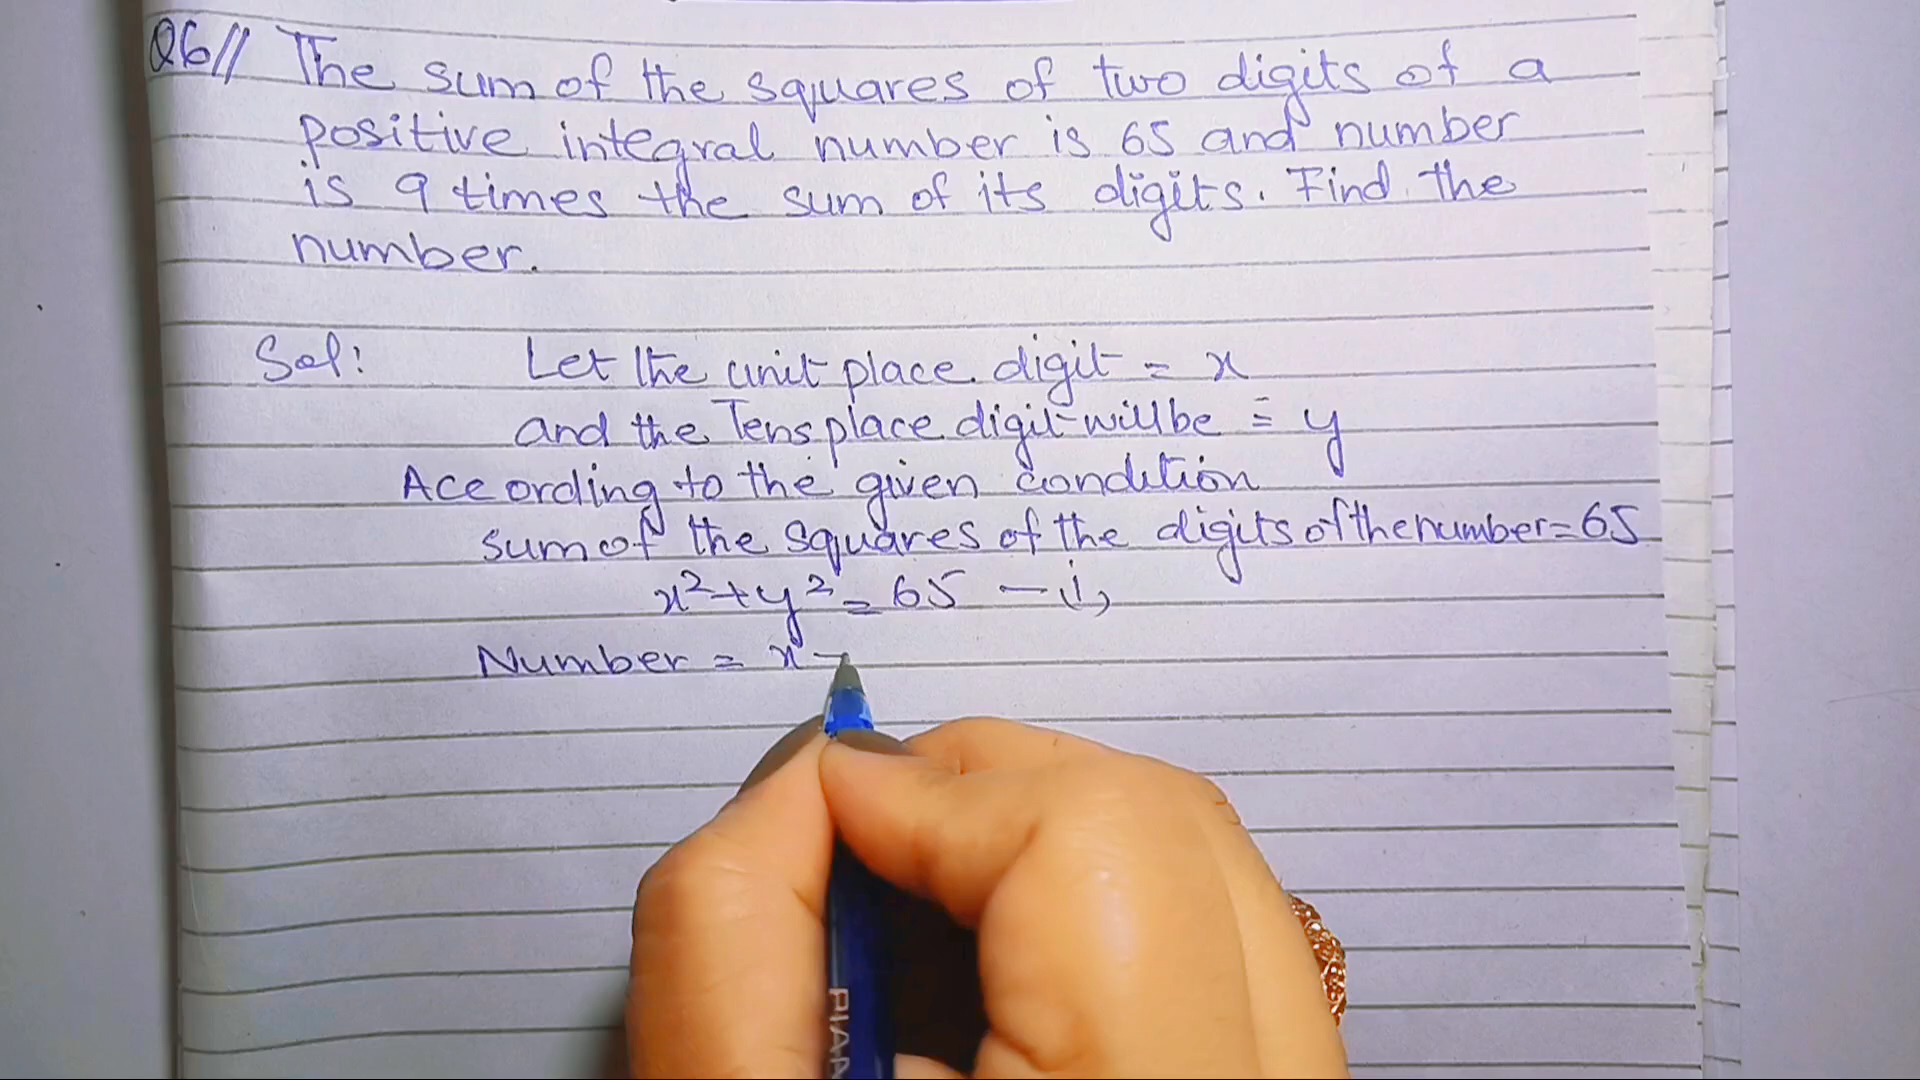 Q6// The sum of the squares of two digits of a
positive integral number is 65 and number
is 9 times the sum of its digits. Find the
number.
Sol: Let the unit place digit = x
and the Tens place digit will be = y
According to the given condition
sum of the squares of the digits of the number = 65
x² + y² = 65 — i,
Number = x -
PIAN